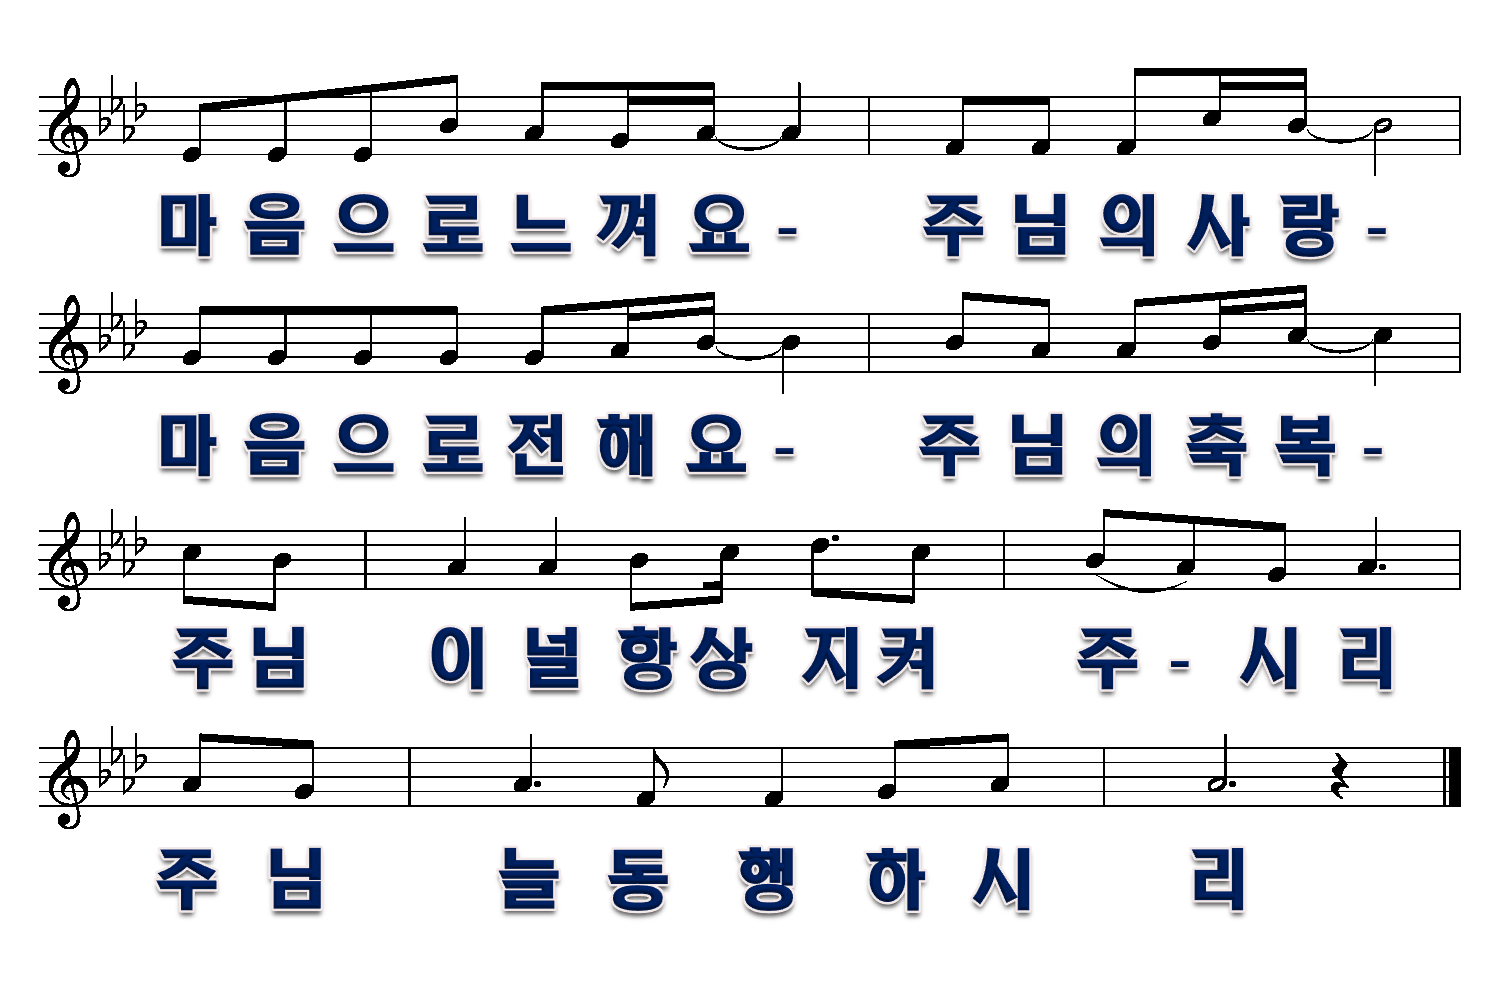 마음으로느껴요- 주님의사랑-
마음으로전해요- 주님의축복-
주님 이널항상 지켜 주-시리
주님 늘동행하시 리